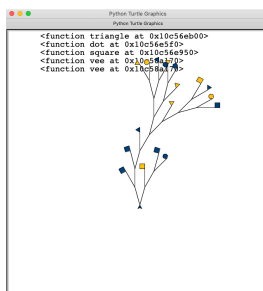 Python Turtle Graphics
Python Turtle Graphics
<function triangle at 0x10c56eb00>
<function dot at 0x10c56e5f0>
<function square at 0x10c56e950>
<function vee at
<function vee at